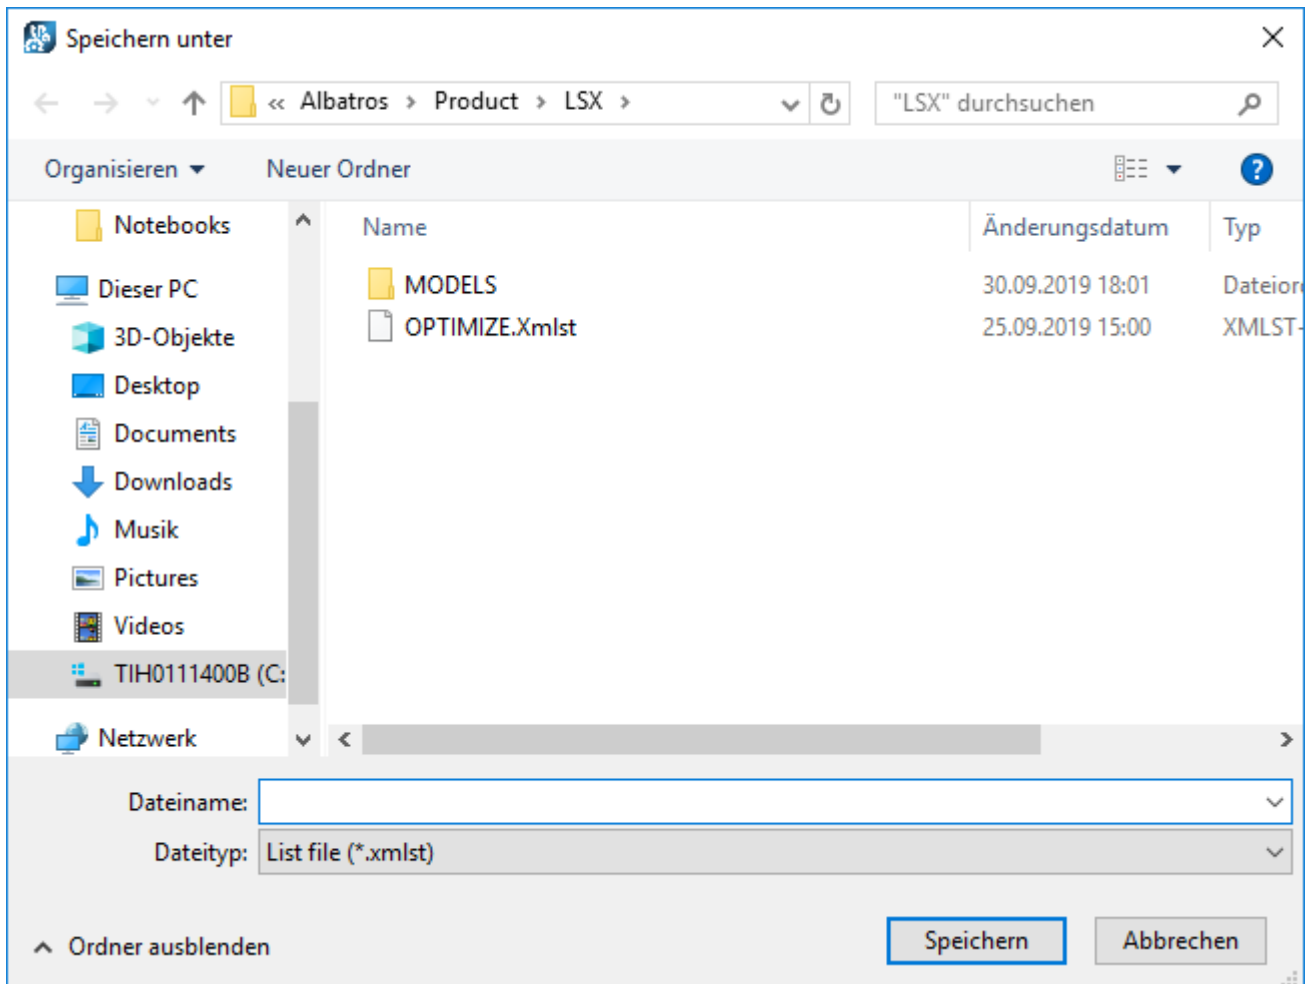 Speichern unter
« Albatros > Product > LSX >
"LSX" durchsuchen
Organisieren Neuer Ordner
Notebooks
Dieser PC
3D-Objekte
Desktop
Documents
Downloads
Musik
Pictures
Videos
TIH0111400B (C:
Netzwerk
Name Änderungsdatum Typ
MODELS 30.09.2019 18:01 Dateior
OPTIMIZE.Xmlst 25.09.2019 15:00 XMLST-
Dateiname:
Dateityp: List file (*.xmlst)
Ordner ausblenden Speichern Abbrechen